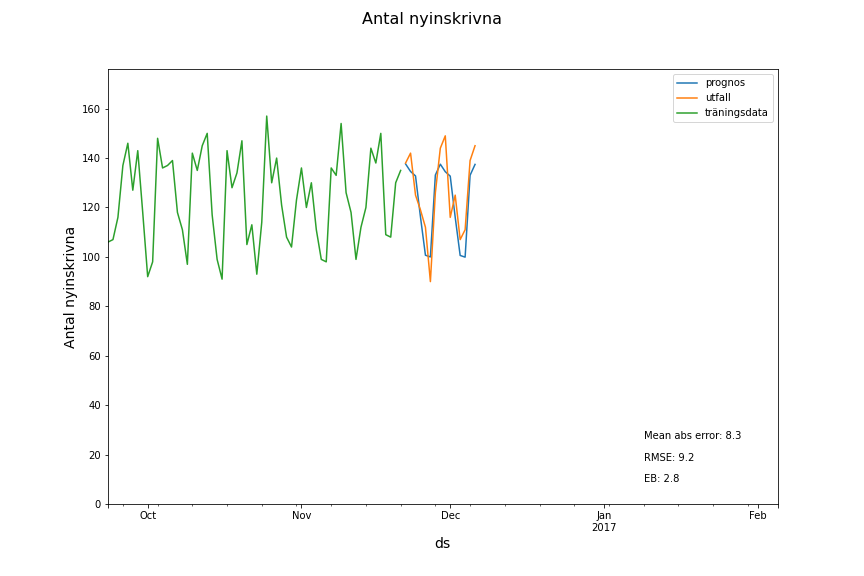 Antal nyinskrivna
prognos
utfall
träningsdata
Antal nyinskrivna
160
140
120
100
80
60
40
20
0
Mean abs error: 8.3
RMSE: 9.2
EB: 2.8
Oct
Nov
Dec
Jan
2017
Feb
ds